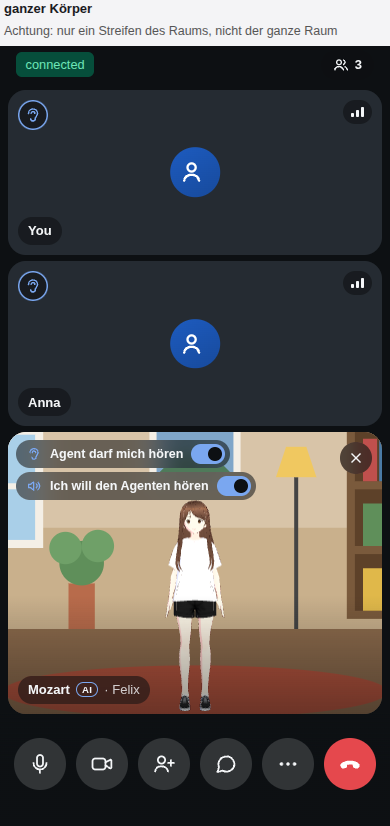 ganzer Körper
Achtung: nur ein Streifen des Raums, nicht der ganze Raum
connected
3
You
Anna
Agent darf mich hören
Ich will den Agenten hören
Mozart AI · Felix